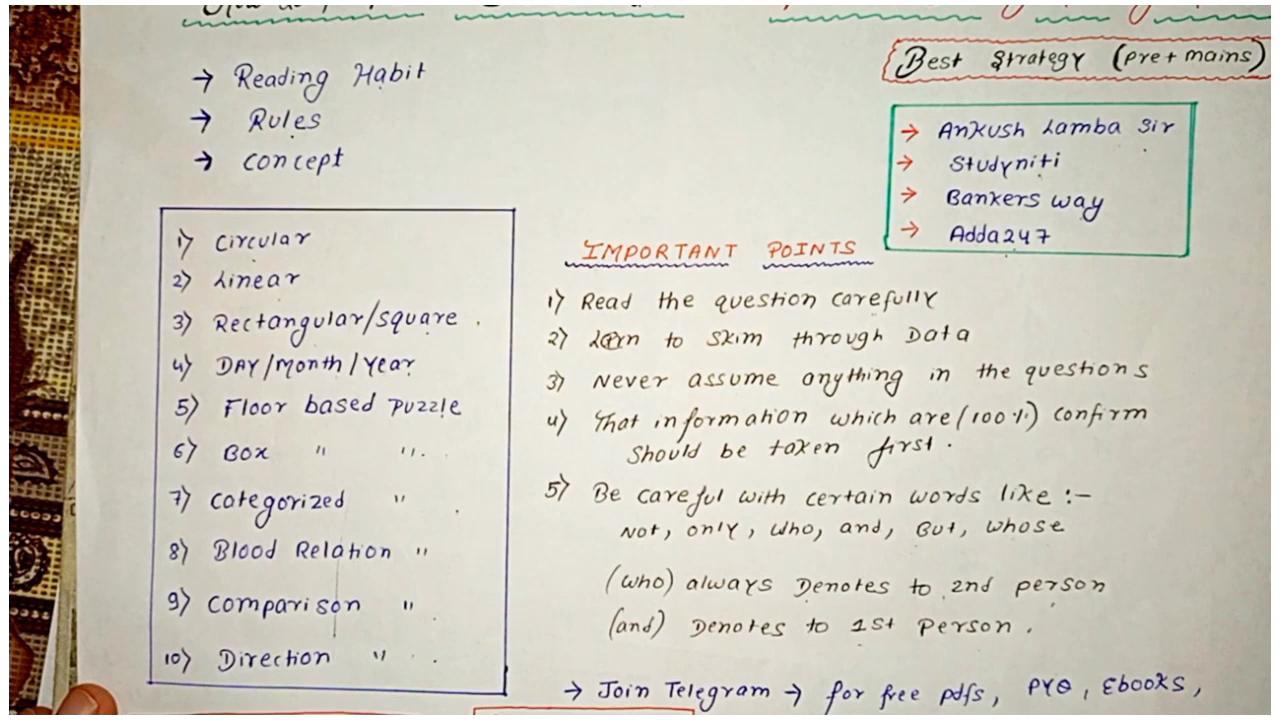 Best Strategy (pre + mains)
→ Reading Habit
→ Rules
→ concept
→ Ankush Lamba Sir
→ Studyniti
→ Bankers way
→ Adda247
1) Circular
2) Linear
3) Rectangular/square .
4) DAY/month/Year
5) Floor based puzzle
6) Box " ".
7) categorized " .
8) Blood Relation "
9) comparison "
10) Direction " .
IMPORTANT POINTS
1) Read the question carefully
2) Learn to skim through Data
3) Never assume anything in the questions
4) That information which are (100%) confirm
should be taken first .
5) Be careful with certain words like :-
Not, only, who, and, But, whose
(who) always Denotes to 2nd person
(and) Denotes to 1st person .
→ Join Telegram → for free pdfs, PYQ, Ebooks,